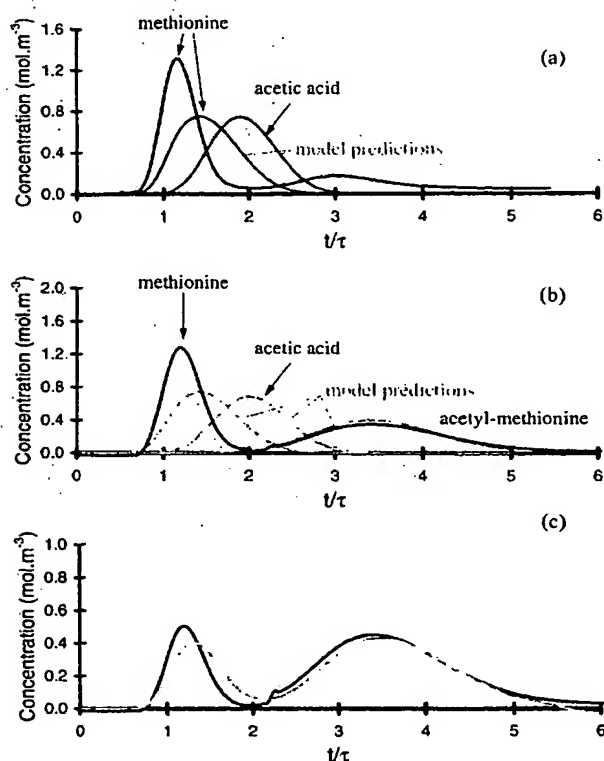 methionine
(a)
acetic acid
model predictions
Concentration (mol.m-3)
1.6
1.2
0.8
0.4
0.0
0 1 2 3 4 5 6
t/τ
methionine
(b)
acetic acid
model predictions
acetyl-methionine
Concentration (mol.m-3)
2.0
1.6
1.2
0.8
0.4
0.0
0 1 2 3 4 5 6
t/τ
(c)
Concentration (mol.m-3)
1.0
0.8
0.6
0.4
0.2
0.0
0 1 2 3 4 5 6
t/τ